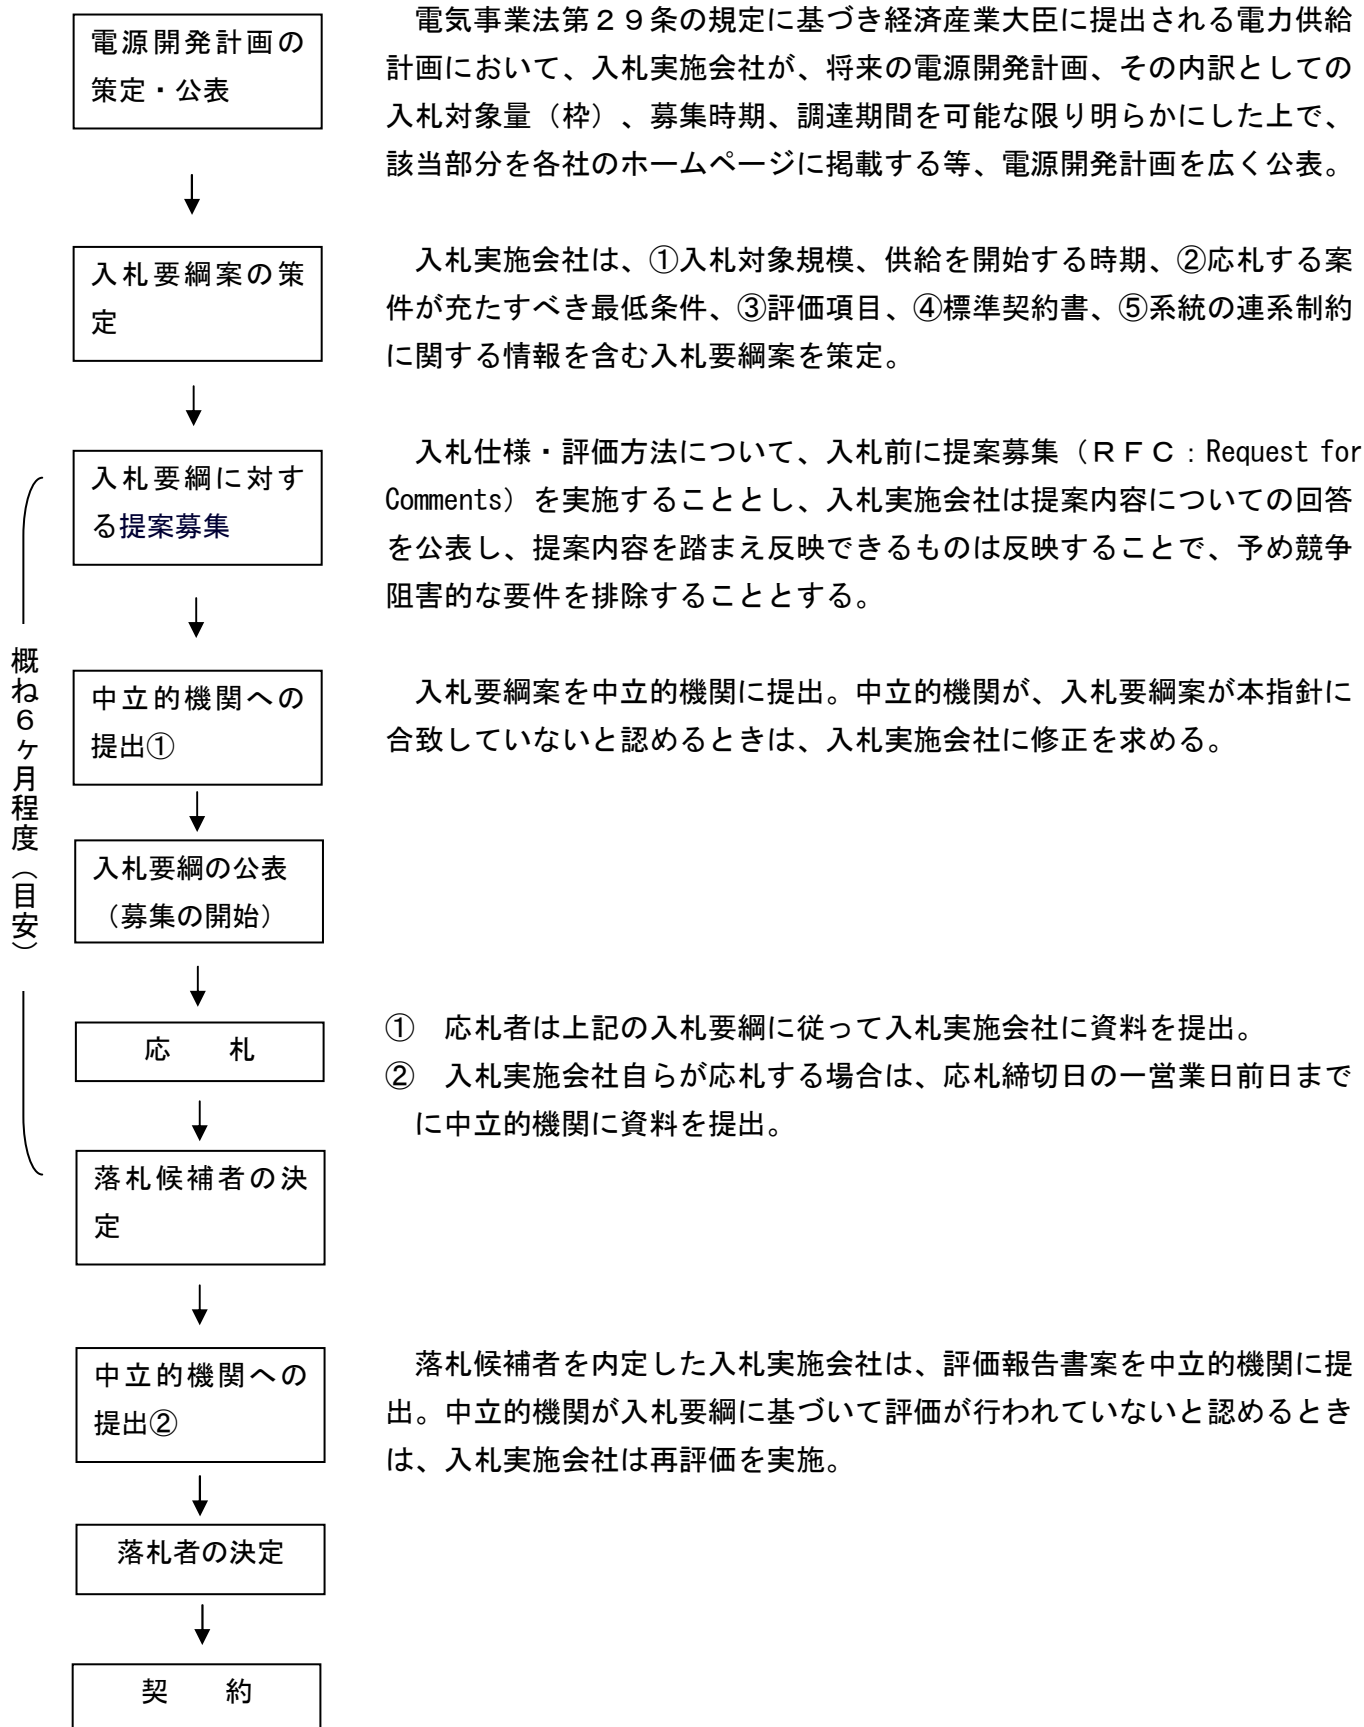 電源開発計画の
策定・公表
電気事業法第２９条の規定に基づき経済産業大臣に提出される電力供給
計画において、入札実施会社が、将来の電源開発計画、その内訳としての
入札対象量（枠）、募集時期、調達期間を可能な限り明らかにした上で、
該当部分を各社のホームページに掲載する等、電源開発計画を広く公表。
入札要綱案の策
定
入札実施会社は、①入札対象規模、供給を開始する時期、②応札する案
件が充たすべき最低条件、③評価項目、④標準契約書、⑤系統の連系制約
に関する情報を含む入札要綱案を策定。
概ね６ヶ月程度（目安）
入札要綱に対す
る提案募集
入札仕様・評価方法について、入札前に提案募集（ＲＦＣ：Request for
Comments）を実施することとし、入札実施会社は提案内容についての回答
を公表し、提案内容を踏まえ反映できるものは反映することで、予め競争
阻害的な要件を排除することとする。
中立的機関への
提出①
入札要綱案を中立的機関に提出。中立的機関が、入札要綱案が本指針に
合致していないと認めるときは、入札実施会社に修正を求める。
入札要綱の公表
（募集の開始）
応　　札
①　応札者は上記の入札要綱に従って入札実施会社に資料を提出。
②　入札実施会社自らが応札する場合は、応札締切日の一営業日前日まで
に中立的機関に資料を提出。
落札候補者の決
定
中立的機関への
提出②
落札候補者を内定した入札実施会社は、評価報告書案を中立的機関に提
出。中立的機関が入札要綱に基づいて評価が行われていないと認めるとき
は、入札実施会社は再評価を実施。
落札者の決定
契　　約